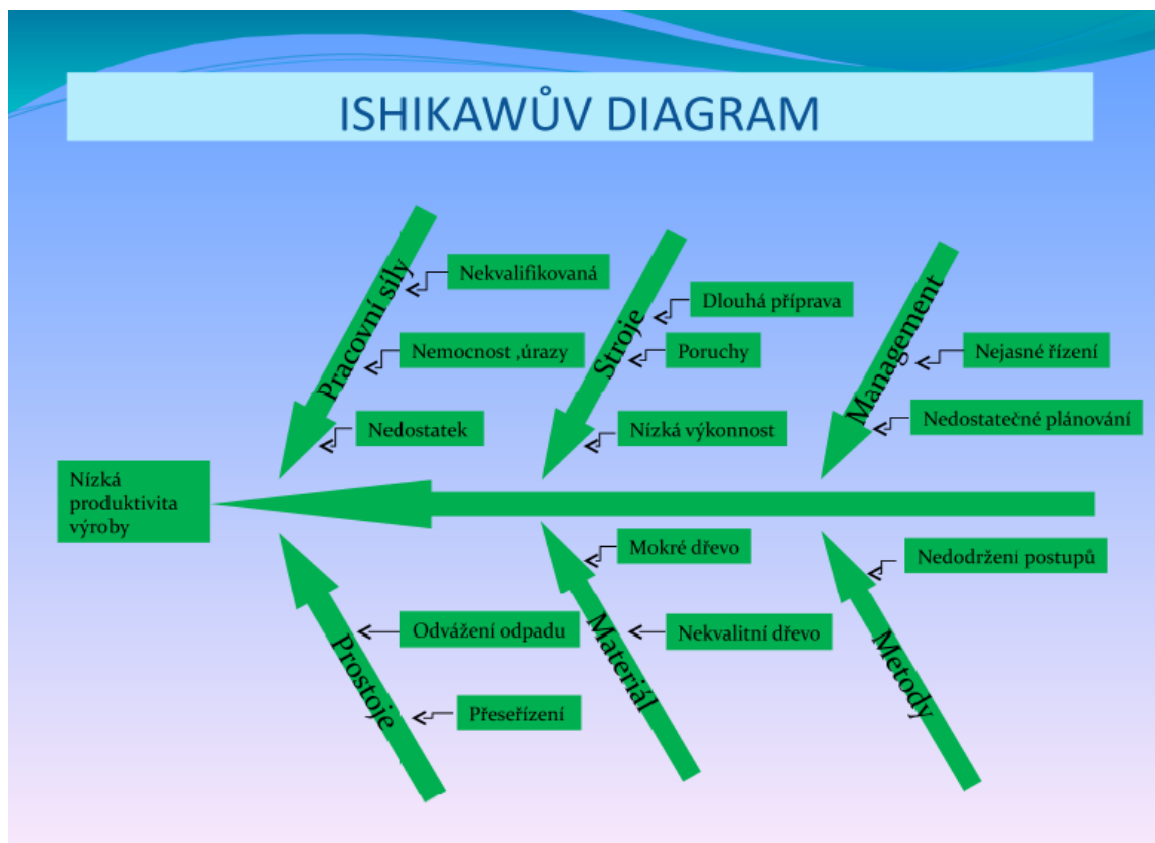 ISHIKAWŮV DIAGRAM
Pracovní síly
Nekvalifikovaná
Nemocnost ,úrazy
Nedostatek
Stroje
Dlouhá příprava
Poruchy
Nízká výkonnost
Management
Nejasné řízení
Nedostatečné plánování
Nízká
produktivita
výroby
Prostoje
Odvážení odpadu
Přeseřízení
Materiál
Mokré dřevo
Nekvalitní dřevo
Metody
Nedodržení postupů